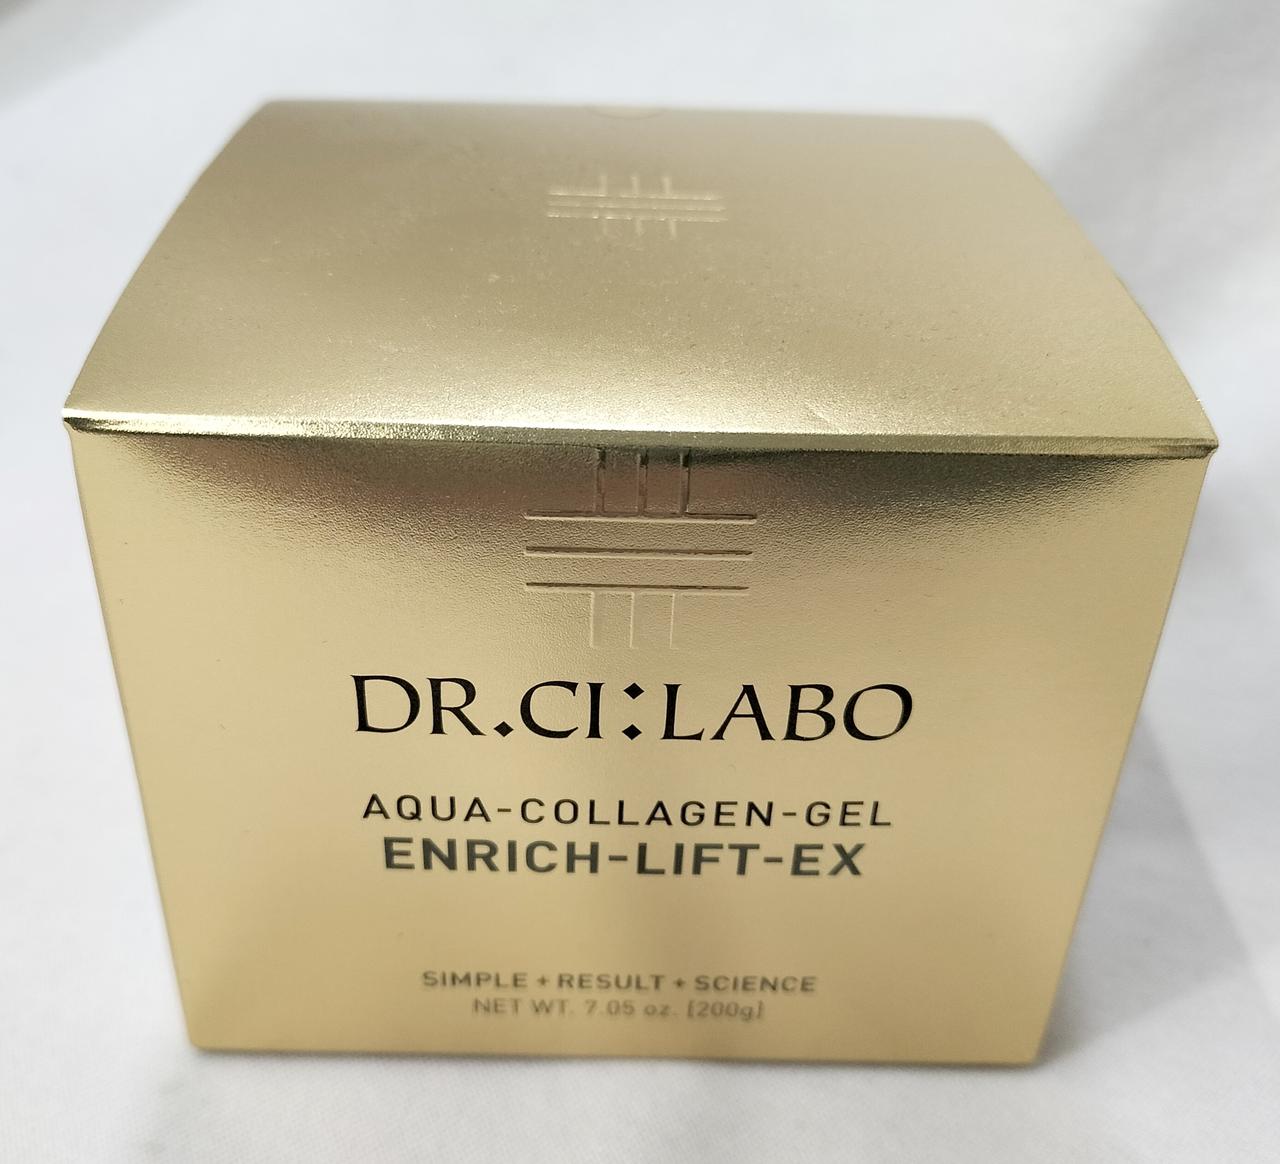 DR.CI:LABO
AQUA-COLLAGEN-GEL
ENRICH-LIFT-EX
SIMPLE + RESULT + SCIENCE
NET WT. 7.05 oz. [200g]